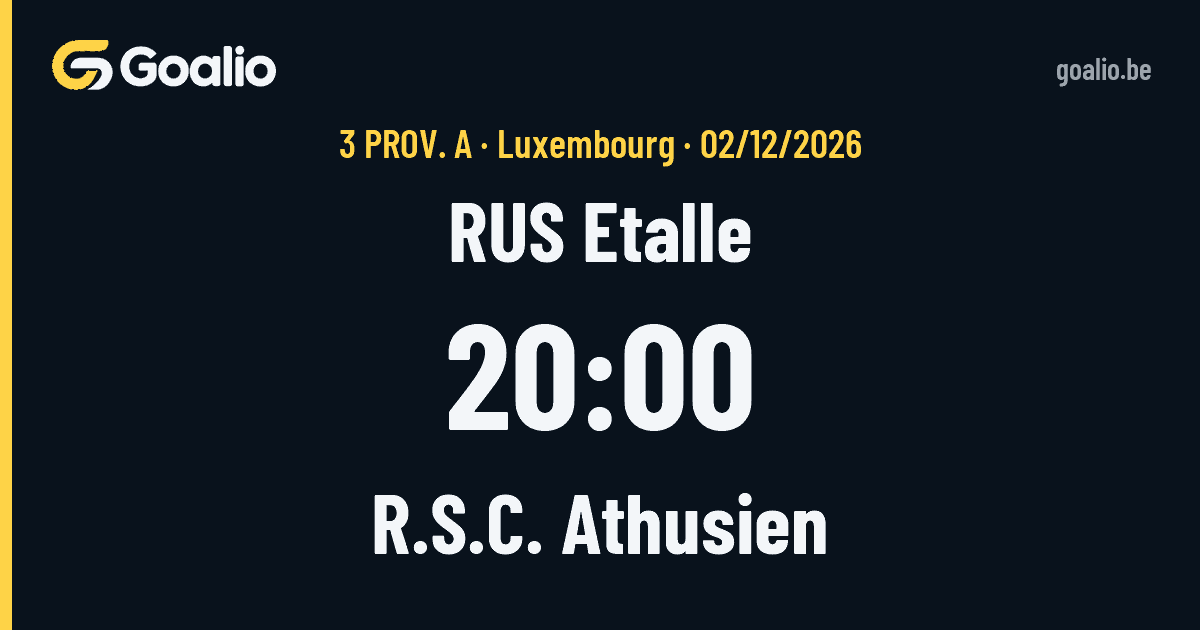 Goalio
goalio.be
3 PROV. A · Luxembourg · 02/12/2026
RUS Etalle
20:00
R.S.C. Athusien